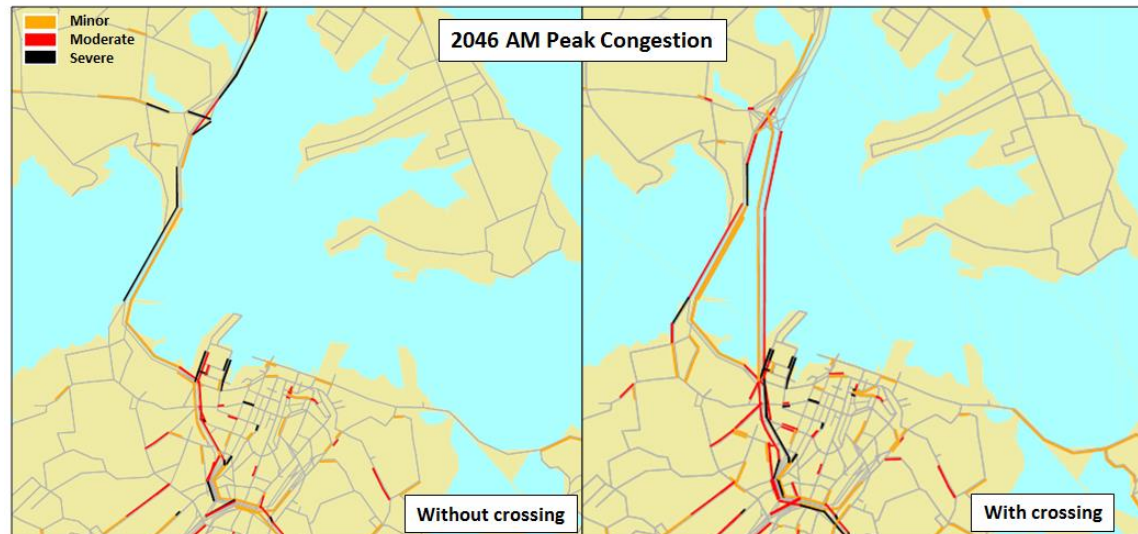 Minor
Moderate
Severe
2046 AM Peak Congestion
Without crossing
With crossing